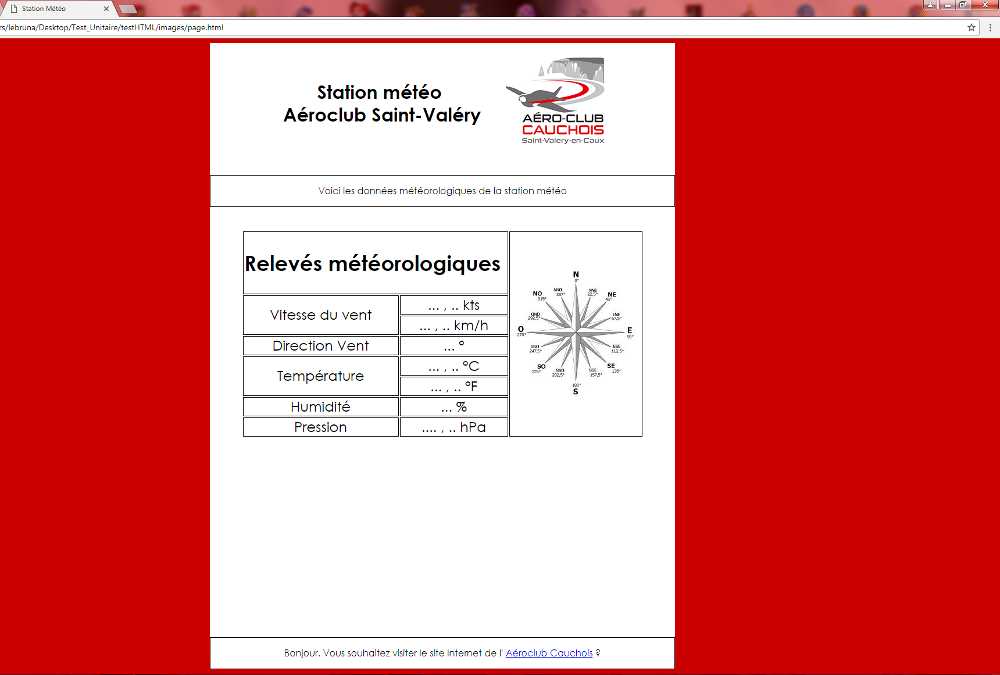 Station Météo
rs/lebruna/Desktop/Test_Unitaire/testHTML/images/page.html
Station météo
Aéroclub Saint-Valéry
AÉRO-CLUB
CAUCHOIS
Saint-Valery-en-Caux
Voici les données météorologiques de la station météo
Relevés météorologiques
Vitesse du vent
... , .. kts
... , .. km/h
Direction Vent
... °
Température
... , .. °C
... , .. °F
Humidité
... %
Pression
.... , .. hPa
N
0°
NNO
337°
NNE
22,5°
NO
315°
NE
45°
ONO
292,5°
ENE
67,5°
O
270°
E
90°
OSO
247,5°
ESE
112,5°
SO
225°
SE
135°
SSO
202,5°
SSE
157,5°
180°
S
Bonjour. Vous souhaitez visiter le site Internet de l' Aéroclub Cauchois ?